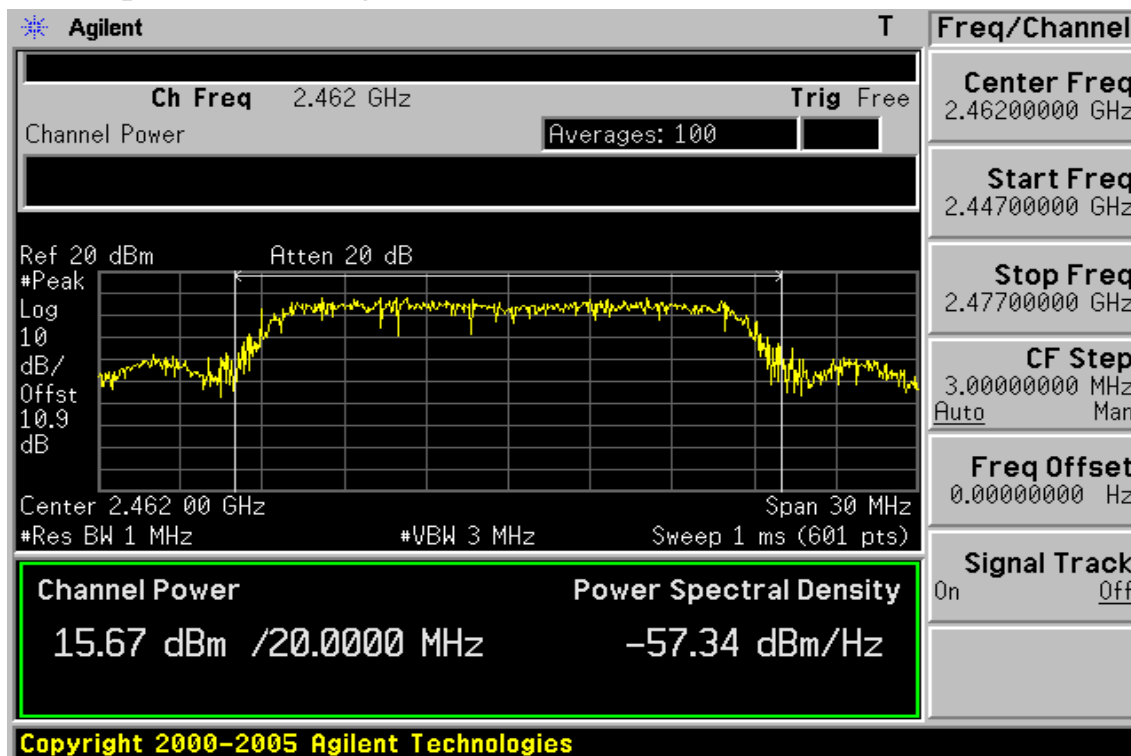 Agilent T
Ch Freq 2.462 GHz Trig Free
Channel Power Averages: 100
Ref 20 dBm Atten 20 dB
#Peak
Log
10
dB/
Offst
10.9
dB
Center 2.462 00 GHz Span 30 MHz
#Res BW 1 MHz #VBW 3 MHz Sweep 1 ms (601 pts)
Channel Power Power Spectral Density
15.67 dBm /20.0000 MHz -57.34 dBm/Hz
Copyright 2000-2005 Agilent Technologies
Freq/Channel
Center Freq
2.46200000 GHz
Start Freq
2.44700000 GHz
Stop Freq
2.47700000 GHz
CF Step
3.00000000 MHz
Auto Man
Freq Offset
0.00000000 Hz
Signal Track
On Off